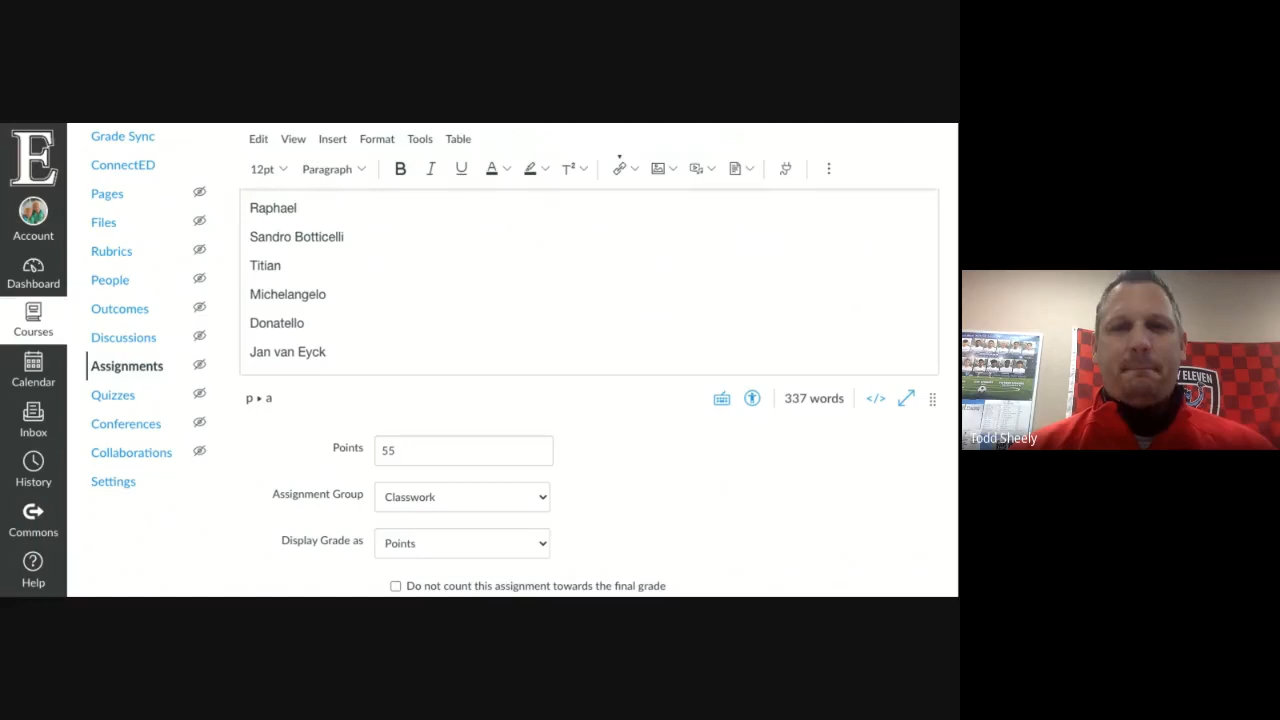 E
Account
Dashboard
Courses
Calendar
Inbox
History
Commons
Help
Grade Sync
ConnectED
Pages
Files
Rubrics
People
Outcomes
Discussions
Assignments
Quizzes
Conferences
Collaborations
Settings
Edit View Insert Format Tools Table
12pt Paragraph B I U A T²
Raphael
Sandro Botticelli
Titian
Michelangelo
Donatello
Jan van Eyck
p ▸ a 337 words </>
Points 55
Assignment Group Classwork
Display Grade as Points
Do not count this assignment towards the final grade
ELEVEN
Todd Sheely